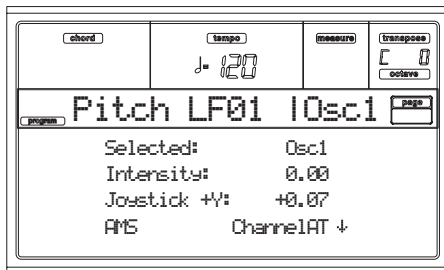 chord tempo measure transpose
♩= 120 C 0
octave
program Pitch LFO1 |Osc1 page
Selected: Osc1
Intensity: 0.00
Joystick +Y: +0.07
AMS ChannelAT ↓